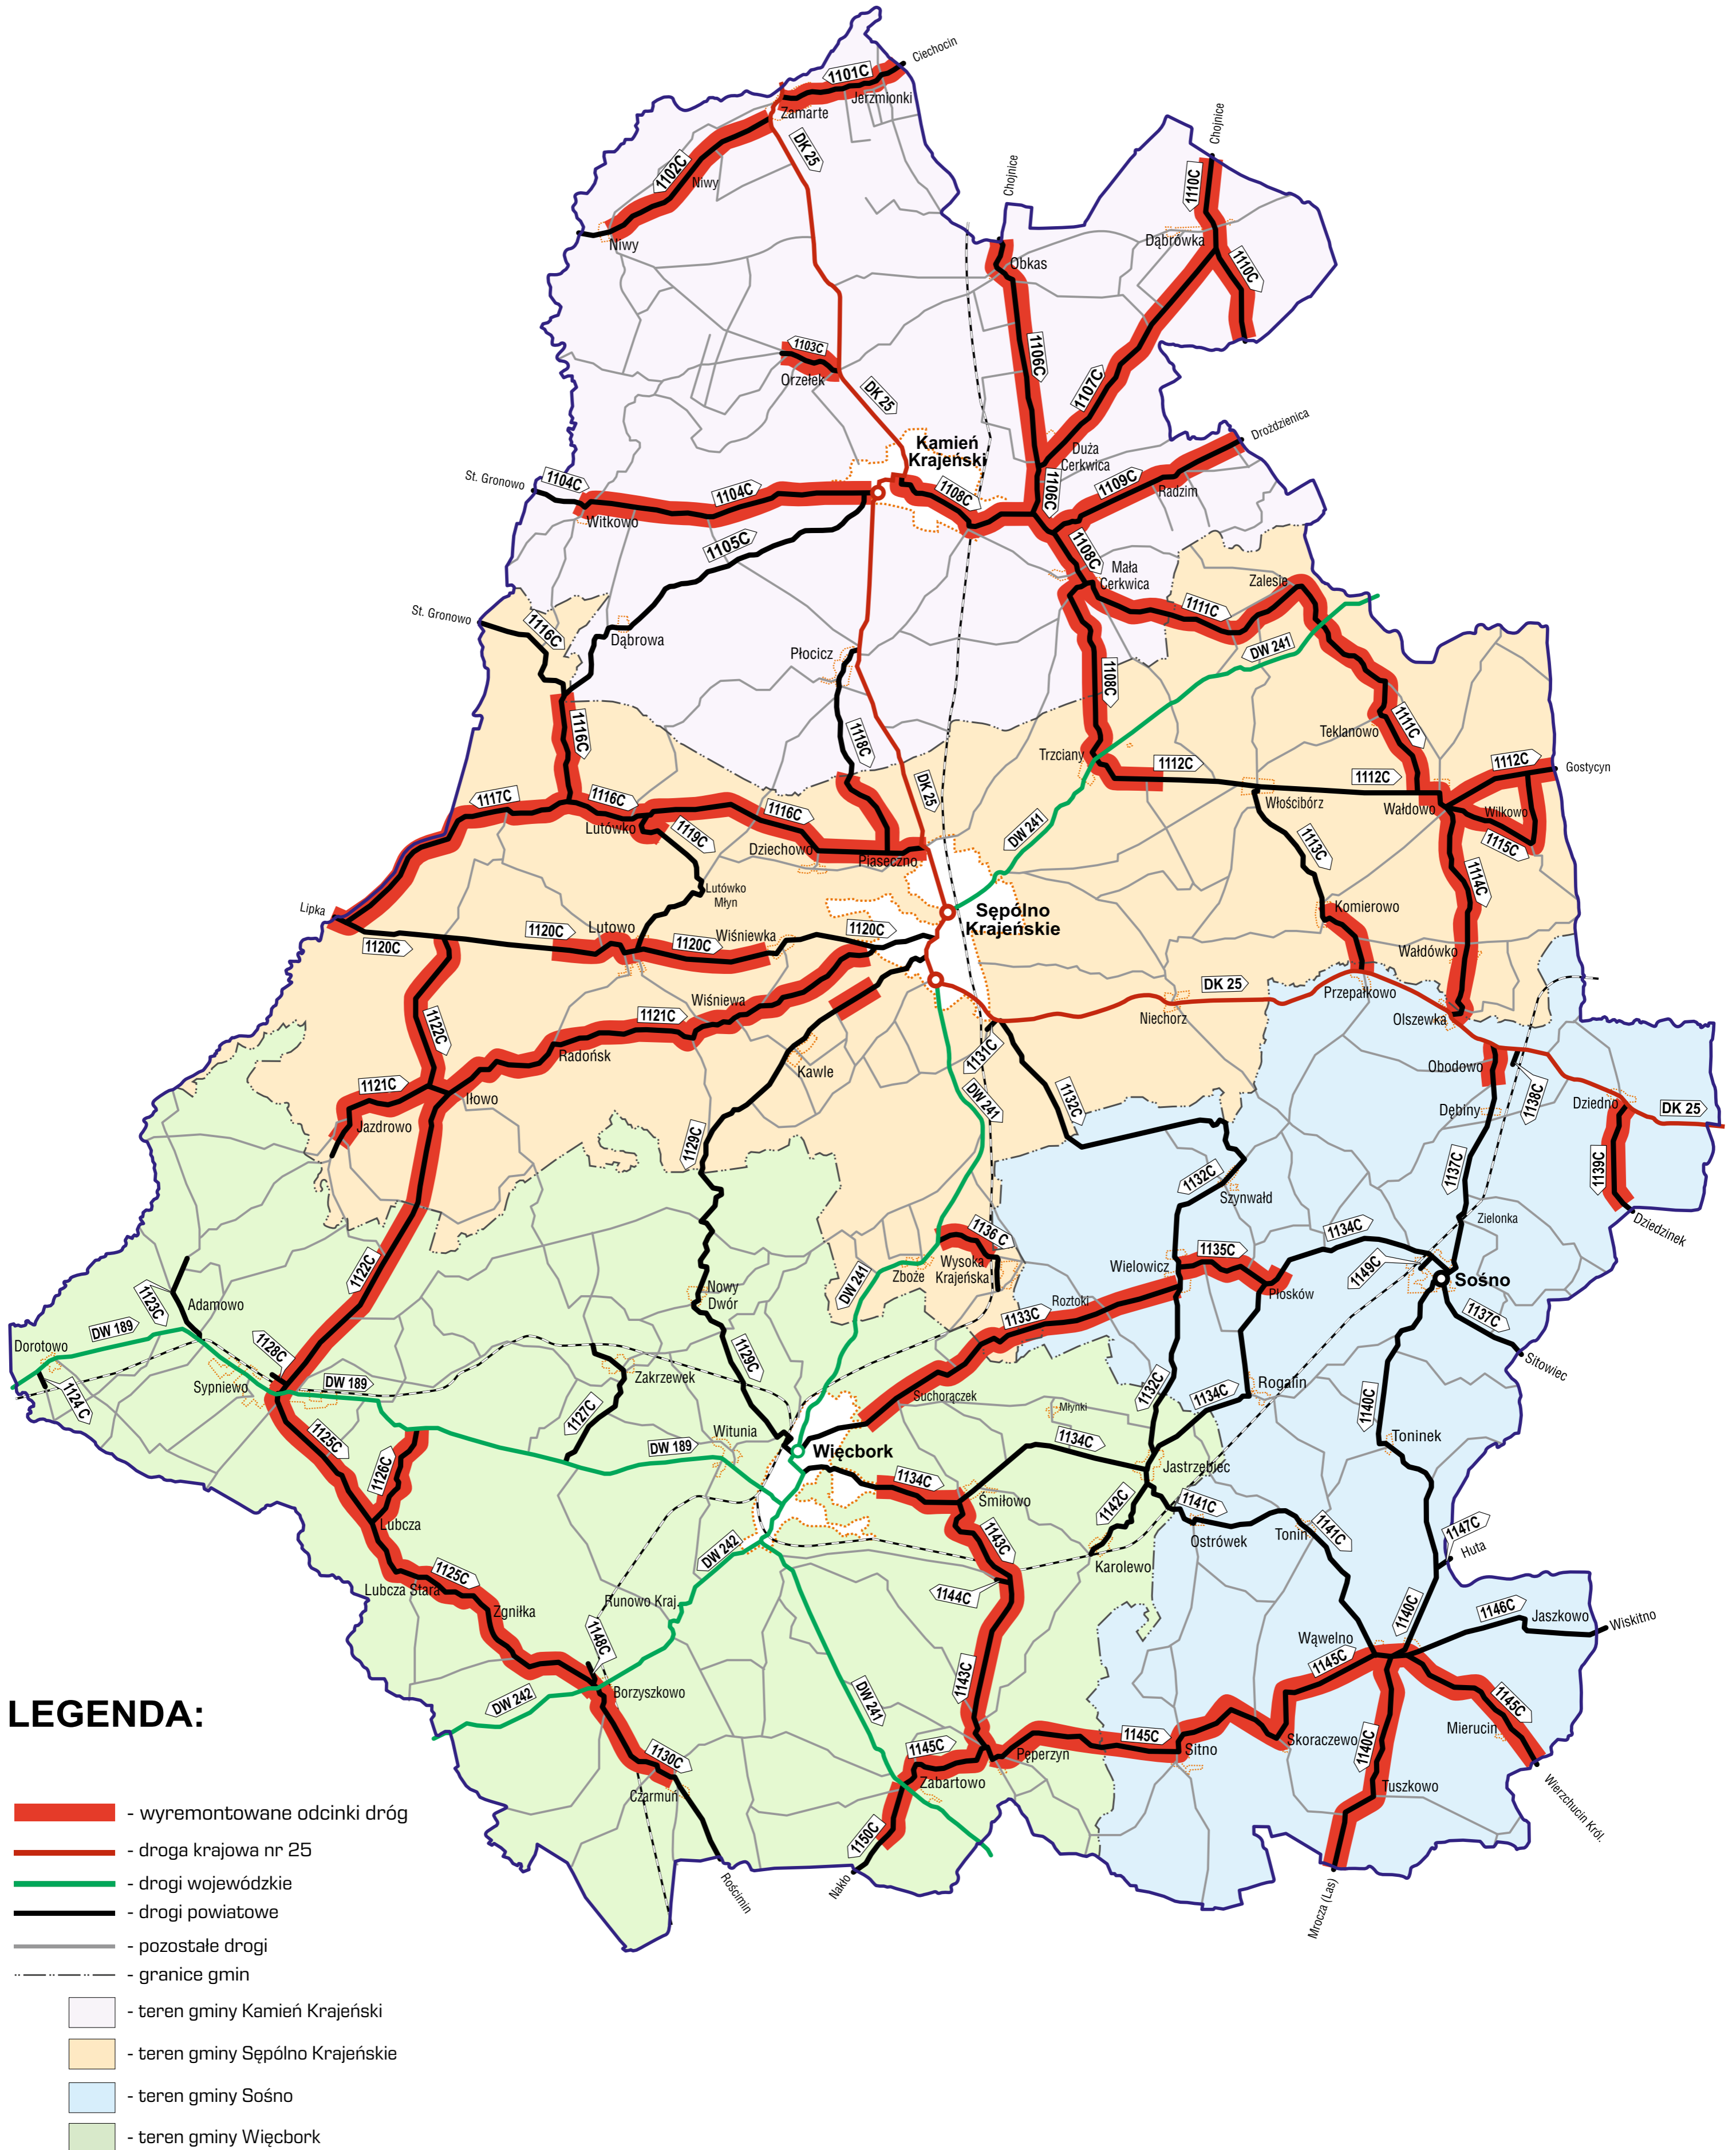 Ciechocin
1101C
Jerzmionki
Zamarte
DK 25
1102C
Niwy
Niwy
Chojnice
Chojnice
1110C
Dąbrówka
1110C
Obkas
1106C
1107C
1103C
Orzełek
DK 25
Kamień
Krajeński
Duża
Cerkwica
Drożdzienica
St. Gronowo
1104C
1104C
1108C
1106C
1109C
Radzim
Witkowo
1105C
1108C
Mała
Cerkwica
Zalesie
St. Gronowo
1116C
Dąbrowa
1111C
DW 241
Płocicz
1108C
1116C
1118C
Trzciany
Teklanowo
1111C
1112C
1112C
1112C
Gostycyn
DK 25
1117C
1116C
Włościbórz
Wałdowo
Wilkowo
Lutówko
1116C
1119C
Dziechowo
Piaseczno
DW 241
1113C
1115C
1114C
Lutówko
Młyn
Lipka
Komierowo
Sępólno
Krajeńskie
1120C
1120C
Lutowo
1120C
Wiśniewka
1120C
Wałdówko
Wiśniewa
1121C
DK 25
Niechorz
Przepałkowo
Olszewka
1122C
Radońsk
Kawle
1131C
Obodowo
1121C
Iłowo
Jazdrowo
DW 241
1132C
Dębiny
1138C
Dziedno
DK 25
1129C
1132C
Szynwałd
1137C
1139C
Zielonka
Dziedzinek
1136 C
Wysoka
Krajeńska
Zboże
1134C
1122C
DW 241
Wielowicz
1135C
Płosków
1149C
Sośno
1123C
Adamowo
Nowy
Dwór
Roztoki
1133C
1137C
Sitowiec
Dorotowo
DW 189
1128C
1129C
Zakrzewek
1124 C
Sypniewo
DW 189
1127C
Suchorączek
1132C
1134C
Rogalin
Młynki
1140C
Toninek
1125C
Witunia
DW 189
Więcbork
1134C
Jastrzębiec
1126C
1134C
Śmiłowo
1142C
1141C
Ostrówek
Tonin
1141C
Lubcza
1147C
Huta
DW 242
1143C
Karolewo
Lubcza Stara
1125C
Zgniłka
Runowo Kraj.
1144C
1140C
1146C
Jaszkowo
Wiskitno
1148C
Wąwelno
1145C
1143C
Borzyszkowo
DW 242
DW 241
1145C
1145C
Mierucin
Skoraczewo
1130C
1145C
Pęperzyn
Sitno
1140C
Czarmuń
Zabartowo
Tuszkowo
Wierzchucin Król.
1150C
Nakło
Rościmin
Mrocza (Las)
LEGENDA:
- wyremontowane odcinki dróg
- droga krajowa nr 25
- drogi wojewódzkie
- drogi powiatowe
- pozostałe drogi
- granice gmin
- teren gminy Kamień Krajeński
- teren gminy Sępólno Krajeńskie
- teren gminy Sośno
- teren gminy Więcbork